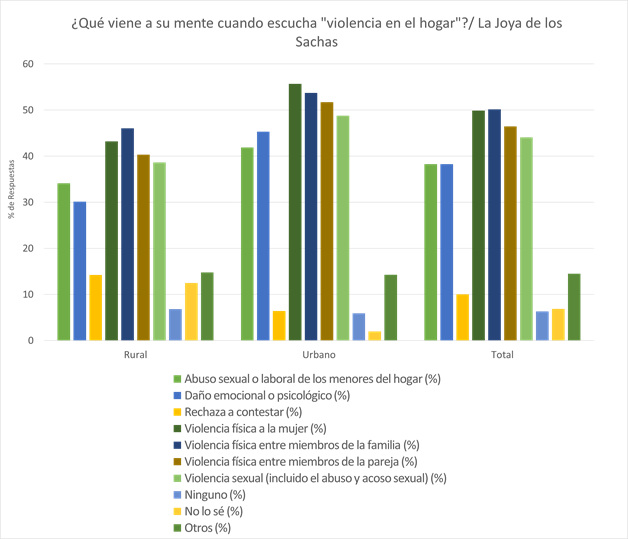 ¿Qué viene a su mente cuando escucha "violencia en el hogar"?/ La Joya de los
Sachas
60
50
40
30
20
10
0
% de Respuestas
Rural
Urbano
Total
Abuso sexual o laboral de los menores del hogar (%)
Daño emocional o psicológico (%)
Rechaza a contestar (%)
Violencia física a la mujer (%)
Violencia física entre miembros de la familia (%)
Violencia física entre miembros de la pareja (%)
Violencia sexual (incluido el abuso y acoso sexual) (%)
Ninguno (%)
No lo sé (%)
Otros (%)